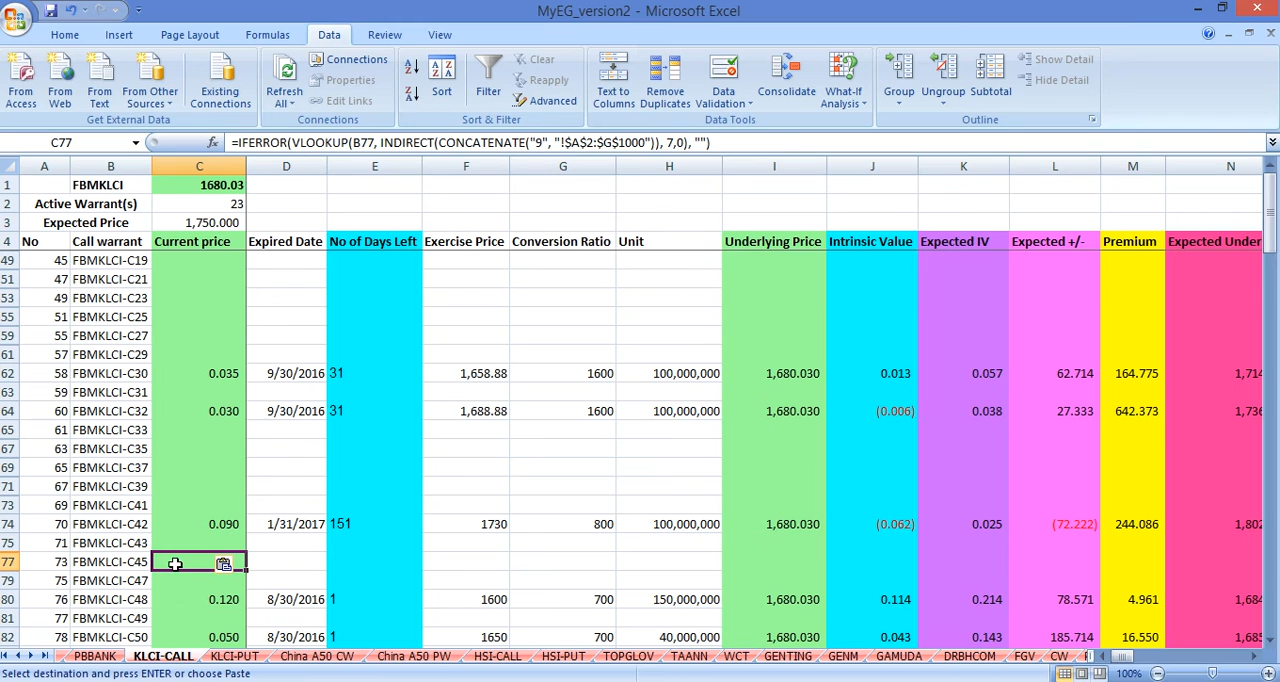 MyEG_version2 - Microsoft Excel
Home Insert Page Layout Formulas Data Review View
From Access From Web From Text From Other Sources Existing Connections Refresh All Connections Properties Edit Links Sort Filter Clear Reapply Advanced Text to Columns Remove Duplicates Data Validation Consolidate What-If Analysis Group Ungroup Subtotal Show Detail Hide Detail
Get External Data Connections Sort & Filter Data Tools Outline
C77 fx =IFERROR(VLOOKUP(B77, INDIRECT(CONCATENATE("9", "!$A$2:$G$1000")), 7,0), "")
A B C D E F G H I J K L M N
1 FBMKLCI 1680.03
2 Active Warrant(s) 23
3 Expected Price 1,750.000
4 No Call warrant Current price Expired Date No of Days Left Exercise Price Conversion Ratio Unit Underlying Price Intrinsic Value Expected IV Expected +/- Premium Expected Under
49 45 FBMKLCI-C19
51 47 FBMKLCI-C21
53 49 FBMKLCI-C23
55 51 FBMKLCI-C25
59 55 FBMKLCI-C27
61 57 FBMKLCI-C29
62 58 FBMKLCI-C30 0.035 9/30/2016 31 1,658.88 1600 100,000,000 1,680.030 0.013 0.057 62.714 164.775 1,714
63 59 FBMKLCI-C31
64 60 FBMKLCI-C32 0.030 9/30/2016 31 1,688.88 1600 100,000,000 1,680.030 (0.006) 0.038 27.333 642.373 1,736
65 61 FBMKLCI-C33
67 63 FBMKLCI-C35
69 65 FBMKLCI-C37
71 67 FBMKLCI-C39
73 69 FBMKLCI-C41
74 70 FBMKLCI-C42 0.090 1/31/2017 151 1730 800 100,000,000 1,680.030 (0.062) 0.025 (72.222) 244.086 1,802
75 71 FBMKLCI-C43
77 73 FBMKLCI-C45
79 75 FBMKLCI-C47
80 76 FBMKLCI-C48 0.120 8/30/2016 1 1600 700 150,000,000 1,680.030 0.114 0.214 78.571 4.961 1,684
81 77 FBMKLCI-C49
82 78 FBMKLCI-C50 0.050 8/30/2016 1 1650 700 40,000,000 1,680.030 0.043 0.143 185.714 16.550 1,685
PBBANK KLCI-CALL KLCI-PUT China A50 CW China A50 PW HSI-CALL HSI-PUT TOPGLOV TAANN WCT GENTING GENM GAMUDA DRBHCOM FGV CW
Select destination and press ENTER or choose Paste 100%